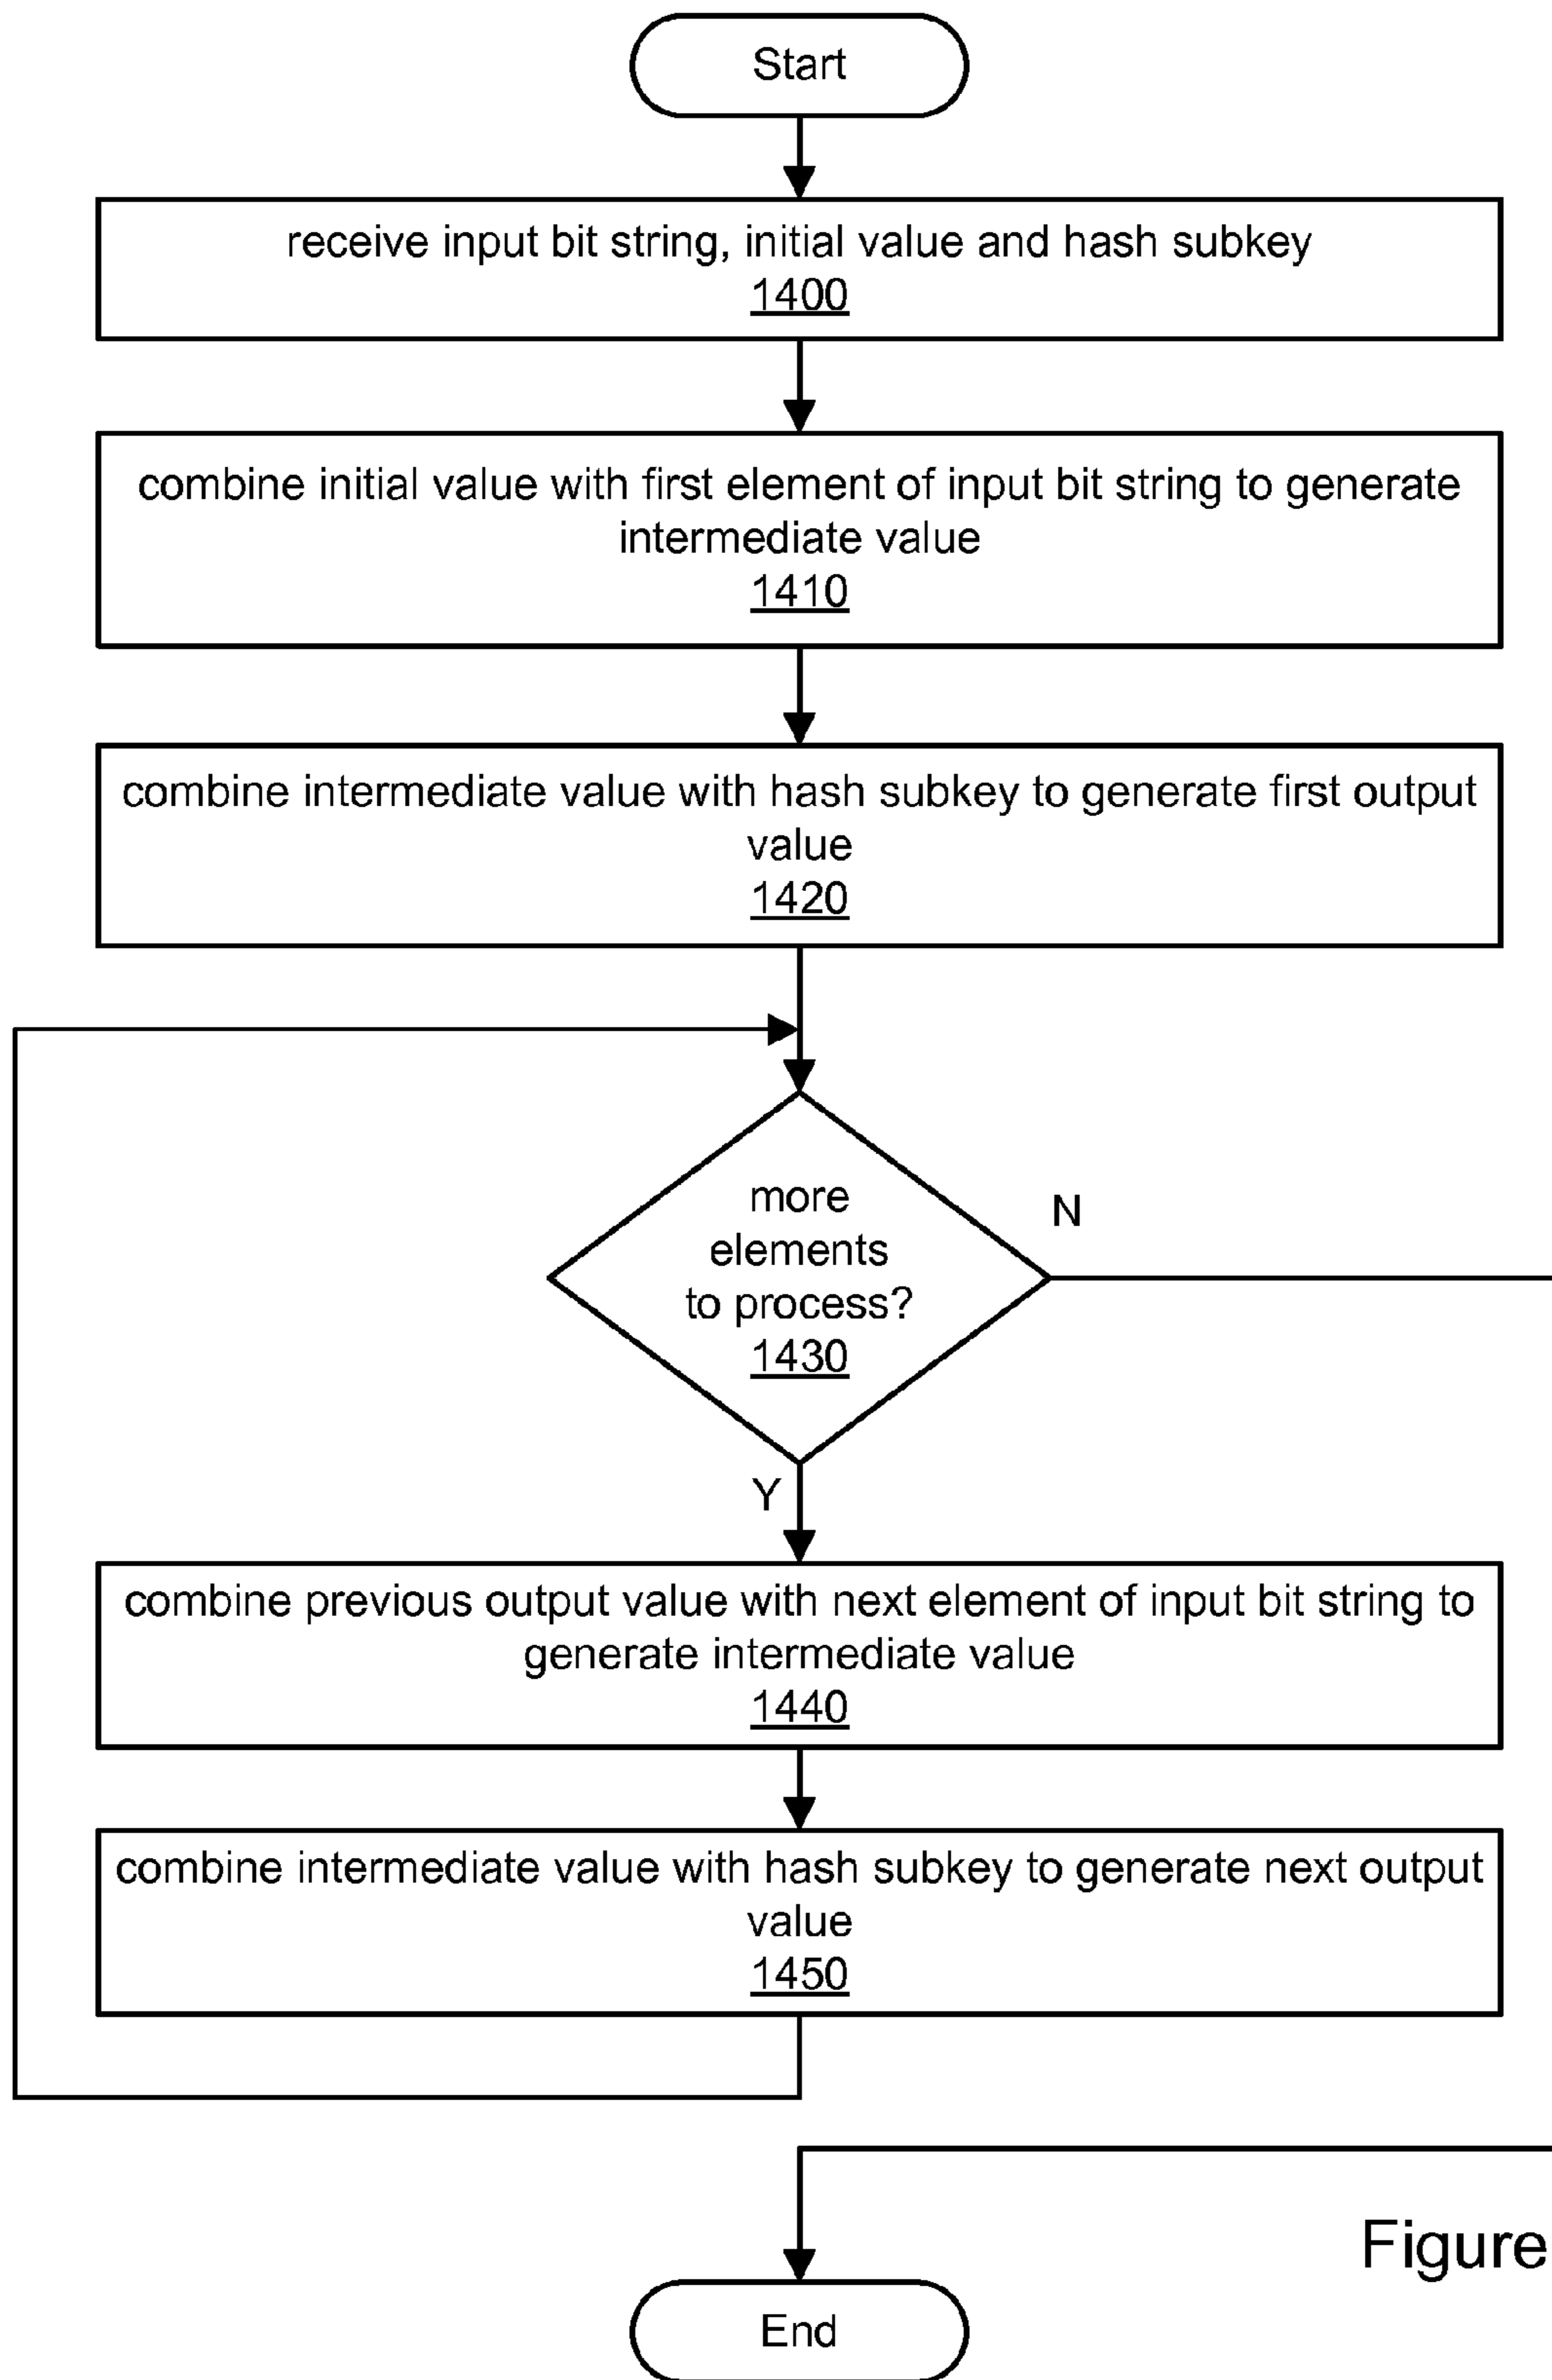 Start
receive input bit string, initial value and hash subkey
1400
combine initial value with first element of input bit string to generate
intermediate value
1410
combine intermediate value with hash subkey to generate first output
value
1420
more
elements
to process?
1430
N
Y
combine previous output value with next element of input bit string to
generate intermediate value
1440
combine intermediate value with hash subkey to generate next output
value
1450
Figure
End